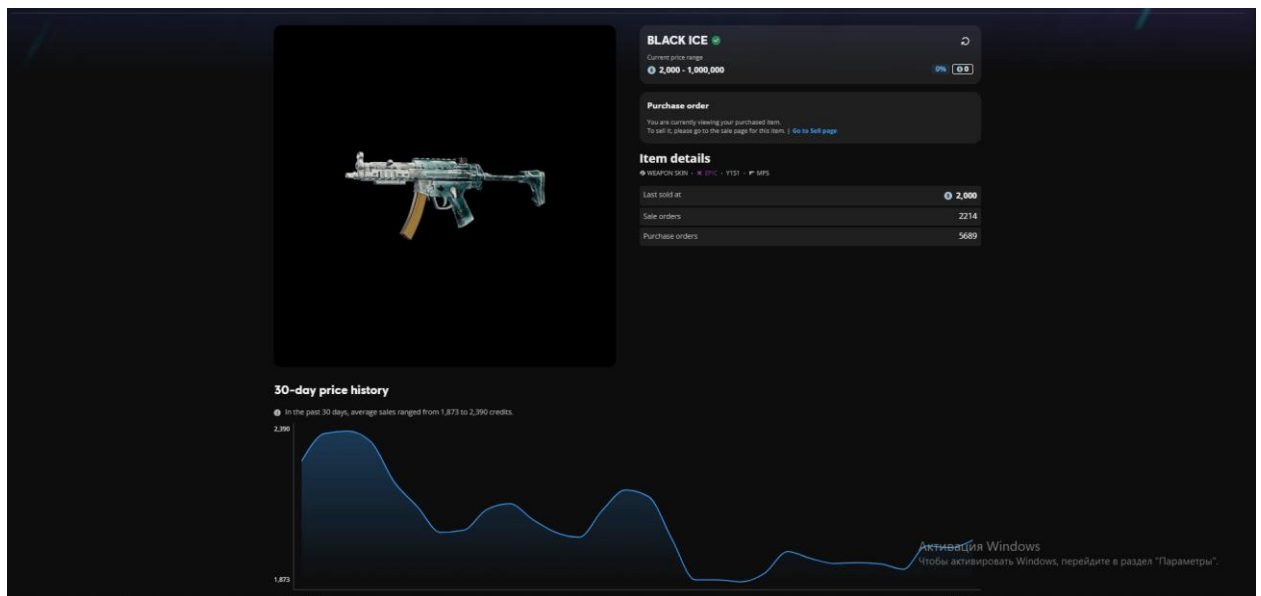 BLACK ICE
Current price range
2,000 - 1,000,000
0% 0
Purchase order
You are currently viewing your purchased item.
To sell it, please go to the sale page for this item. | Go to Sell page
Item details
WEAPON SKIN - EPIC - Y1S1 - MP5
Last sold at 2,000
Sale orders 2214
Purchase orders 5689
30-day price history
In the past 30 days, average sales ranged from 1,873 to 2,390 credits.
2,390
1,873
Активация Windows
Чтобы активировать Windows, перейдите в раздел "Параметры".